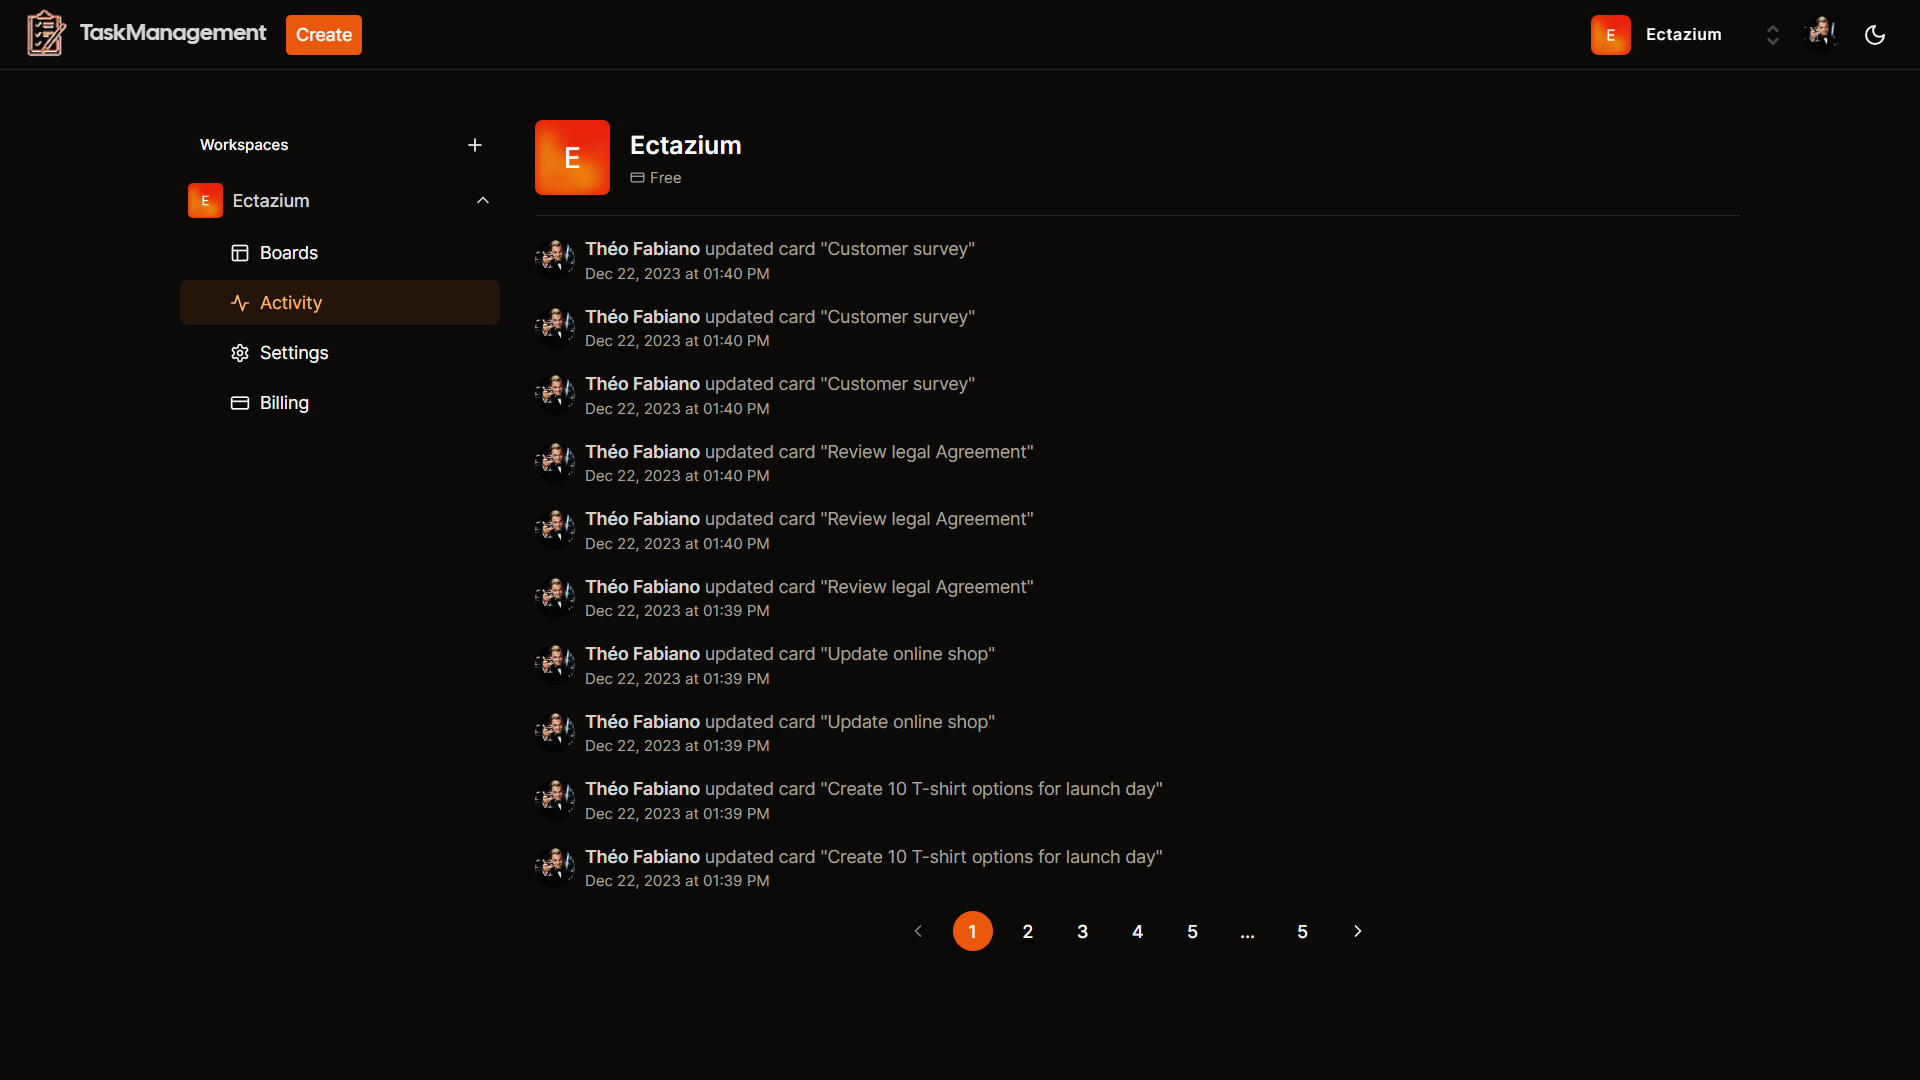 TaskManagement
Create
E
Ectazium
Workspaces
E
Ectazium
Boards
Activity
Settings
Billing
E
Ectazium
Free
Théo Fabiano updated card "Customer survey"
Dec 22, 2023 at 01:40 PM
Théo Fabiano updated card "Customer survey"
Dec 22, 2023 at 01:40 PM
Théo Fabiano updated card "Customer survey"
Dec 22, 2023 at 01:40 PM
Théo Fabiano updated card "Review legal Agreement"
Dec 22, 2023 at 01:40 PM
Théo Fabiano updated card "Review legal Agreement"
Dec 22, 2023 at 01:40 PM
Théo Fabiano updated card "Review legal Agreement"
Dec 22, 2023 at 01:39 PM
Théo Fabiano updated card "Update online shop"
Dec 22, 2023 at 01:39 PM
Théo Fabiano updated card "Update online shop"
Dec 22, 2023 at 01:39 PM
Théo Fabiano updated card "Create 10 T-shirt options for launch day"
Dec 22, 2023 at 01:39 PM
Théo Fabiano updated card "Create 10 T-shirt options for launch day"
Dec 22, 2023 at 01:39 PM
1 2 3 4 5 ... 5